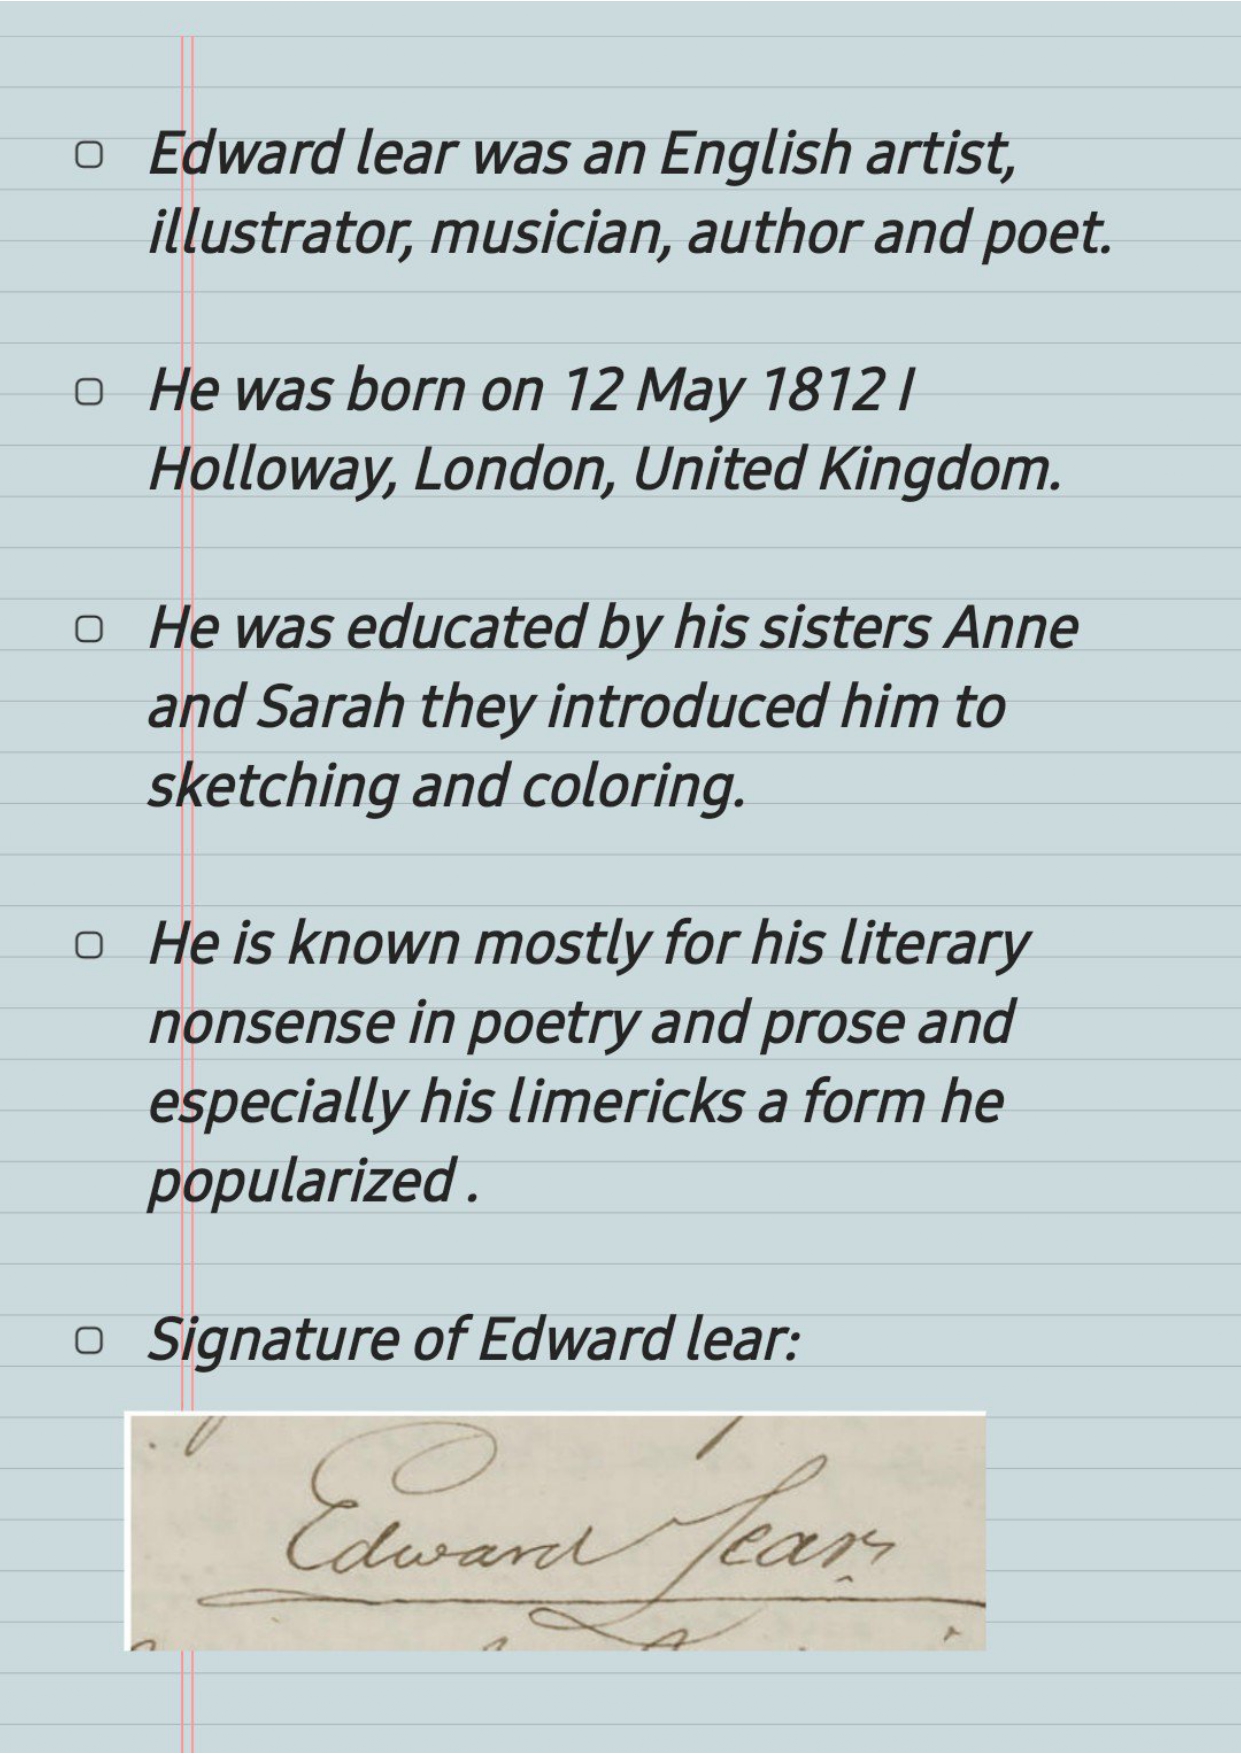 Edward lear was an English artist,
illustrator, musician, author and poet.
He was born on 12 May 1812 I
Holloway, London, United Kingdom.
He was educated by his sisters Anne
and Sarah they introduced him to
sketching and coloring.
He is known mostly for his literary
nonsense in poetry and prose and
especially his limericks a form he
popularized .
Signature of Edward lear:
Edward Lear